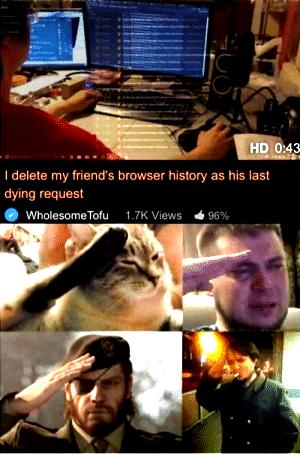 HD 0:43
I delete my friend's browser history as his last
dying request
WholesomeTofu 1.7K Views 96%